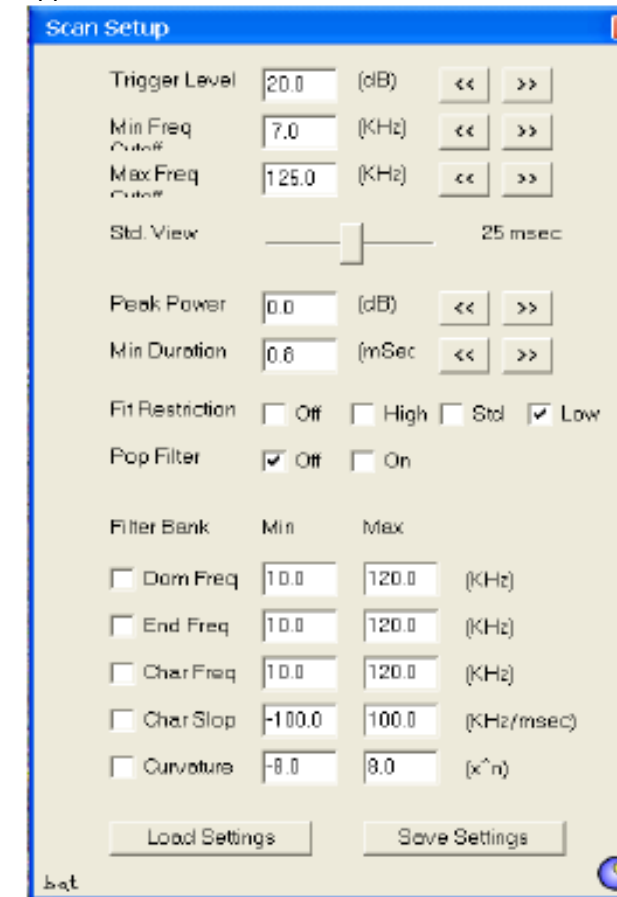 Scan Setup
Trigger Level 20.0 (dB) << >>
Min Freq 7.0 (KHz) << >>
Cutoff
Max Freq 125.0 (KHz) << >>
Cutoff
Std. View 25 msec
Peak Power 0.0 (dB) << >>
Min Duration 0.8 (mSec << >>
Fit Restriction Off High Std Low
Pop Filter Off On
Filter Bank Min Max
Dom Freq 10.0 120.0 (KHz)
End Freq 10.0 120.0 (KHz)
Char Freq 10.0 120.0 (KHz)
Char Slop -100.0 100.0 (KHz/msec)
Curvature -8.0 8.0 (x^n)
Load Settings Save Settings
bat